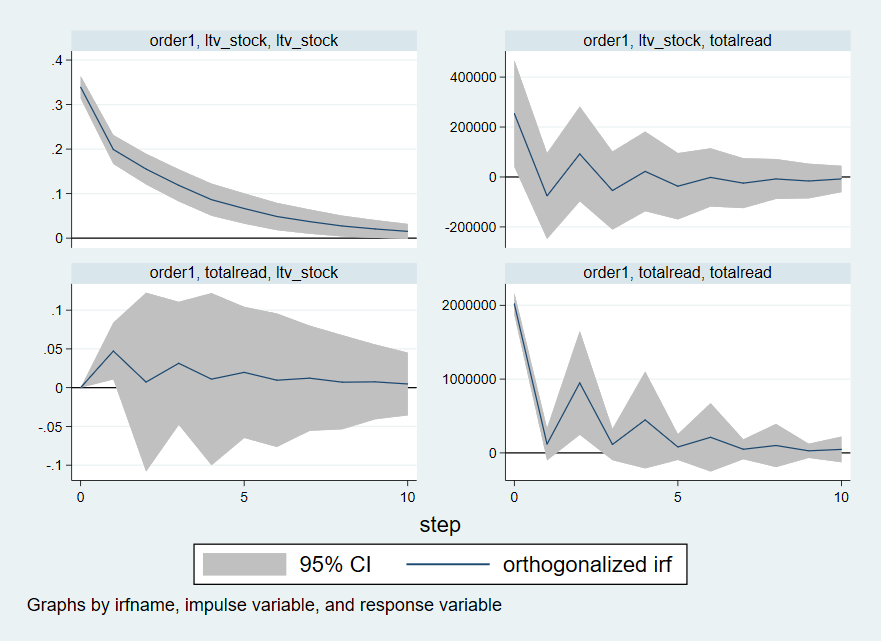 order1, ltv_stock, ltv_stock
.4
.3
.2
.1
0
order1, ltv_stock, totalread
400000
200000
0
-200000
order1, totalread, ltv_stock
.1
.05
0
-.05
-.1
0 5 10
order1, totalread, totalread
2000000
1000000
0
0 5 10
step
95% CI orthogonalized irf
Graphs by irfname, impulse variable, and response variable